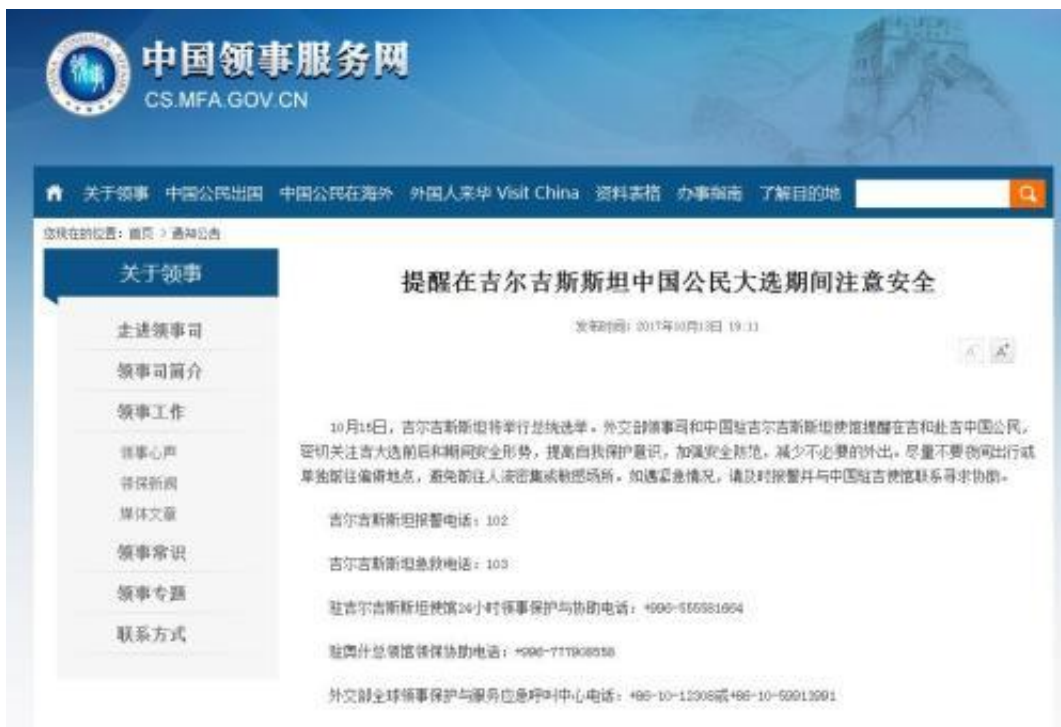 中国领事服务网
CS.MFA.GOV.CN
关于领事 中国公民出国 中国公民在海外 外国人来华 Visit China 资料表格 办事指南 了解目的地
您现在的位置：首页 > 通知公告
关于领事
走进领事司
领事司简介
领事工作
领事心声
领保新闻
媒体文章
领事常识
领事专题
联系方式
提醒在吉尔吉斯斯坦中国公民大选期间注意安全
发布时间：2017年10月13日 19:11
10月15日，吉尔吉斯斯坦将举行总统选举。外交部领事司和中国驻吉尔吉斯斯坦使馆提醒在吉和赴吉中国公民，
密切关注吉大选前后和期间安全形势，提高自我保护意识，加强安全防范，减少不必要的外出。尽量不要夜间出行或
单独前往偏僻地点，避免前往人流密集或敏感场所。如遇紧急情况，请及时报警并与中国驻吉使馆联系寻求协助。
吉尔吉斯斯坦报警电话：102
吉尔吉斯斯坦急救电话：103
驻吉尔吉斯斯坦使馆24小时领事保护与协助电话：+996-555581664
驻奥什总领馆领保协助电话：+996-777908558
外交部全球领事保护与服务应急呼叫中心电话：+86-10-12308或+86-10-59913991